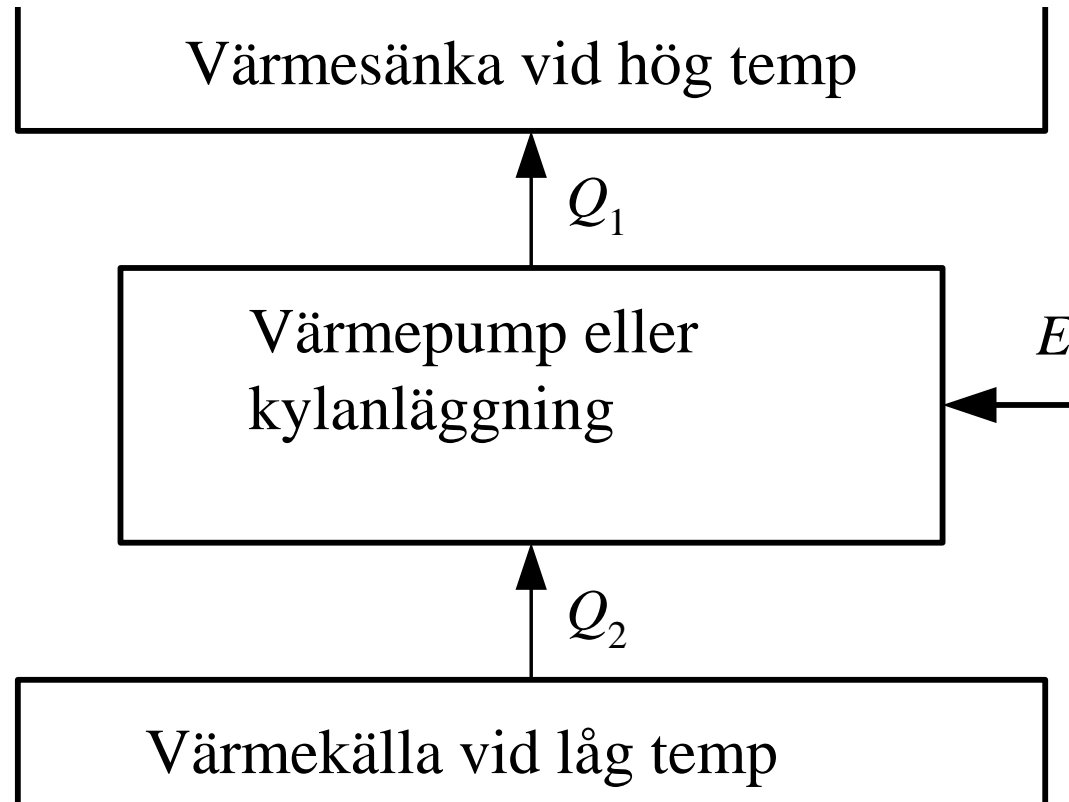 Värmesänka vid hög temp
Q₁
Värmepump eller
kylanläggning
E
Q₂
Värmekälla vid låg temp